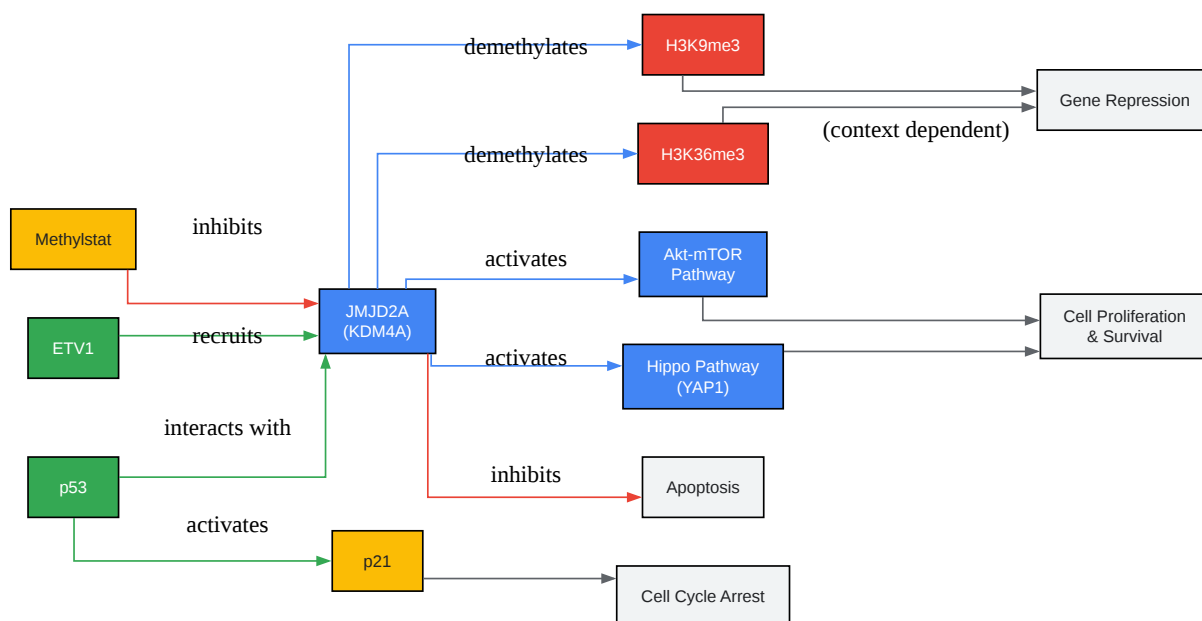 demethylates
H3K9me3
Gene Repression
(context dependent)
demethylates
H3K36me3
Methylstat
inhibits
activates
Akt-mTOR
Pathway
JMJD2A
(KDM4A)
Cell Proliferation
& Survival
ETV1
recruits
activates
Hippo Pathway
(YAP1)
interacts with
p53
inhibits
Apoptosis
activates
p21
Cell Cycle Arrest